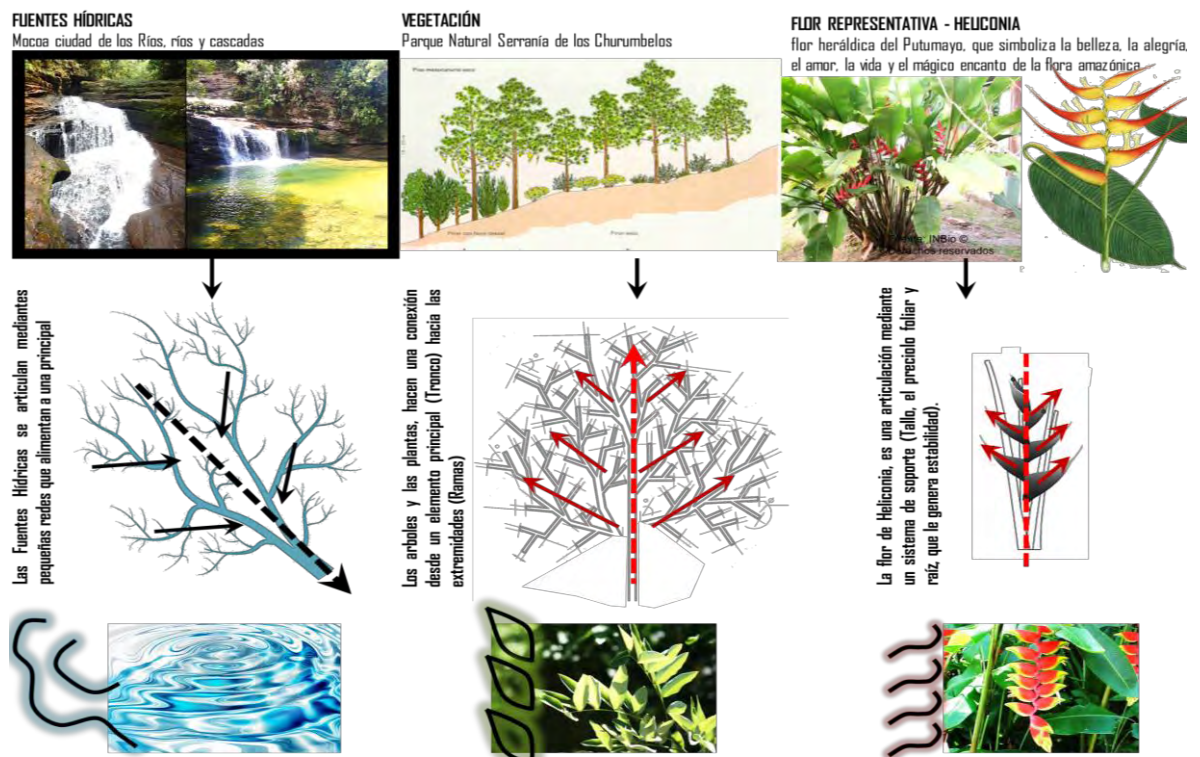 FUENTES HÍDRICAS
Mocoa ciudad de los Ríos, ríos y cascadas
Las Fuentes Hídricas se articulan mediantes
pequeñas redes que alimentan a una principal
VEGETACIÓN
Parque Natural Serranía de los Churumbelos
Los arboles y las plantas, hacen una conexión
desde un elemento principal (Tronco) hacia las
extremidades (Ramas)
FLOR REPRESENTATIVA - HELICONIA
flor heráldica del Putumayo, que simboliza la belleza, la alegría,
el amor, la vida y el mágico encanto de la flora amazónica
INBio ©
reservados
La flor de Heliconia, es una articulación mediante
un sistema de soporte (Tallo, el preciolo foliar y
raíz, que le genera estabilidad).